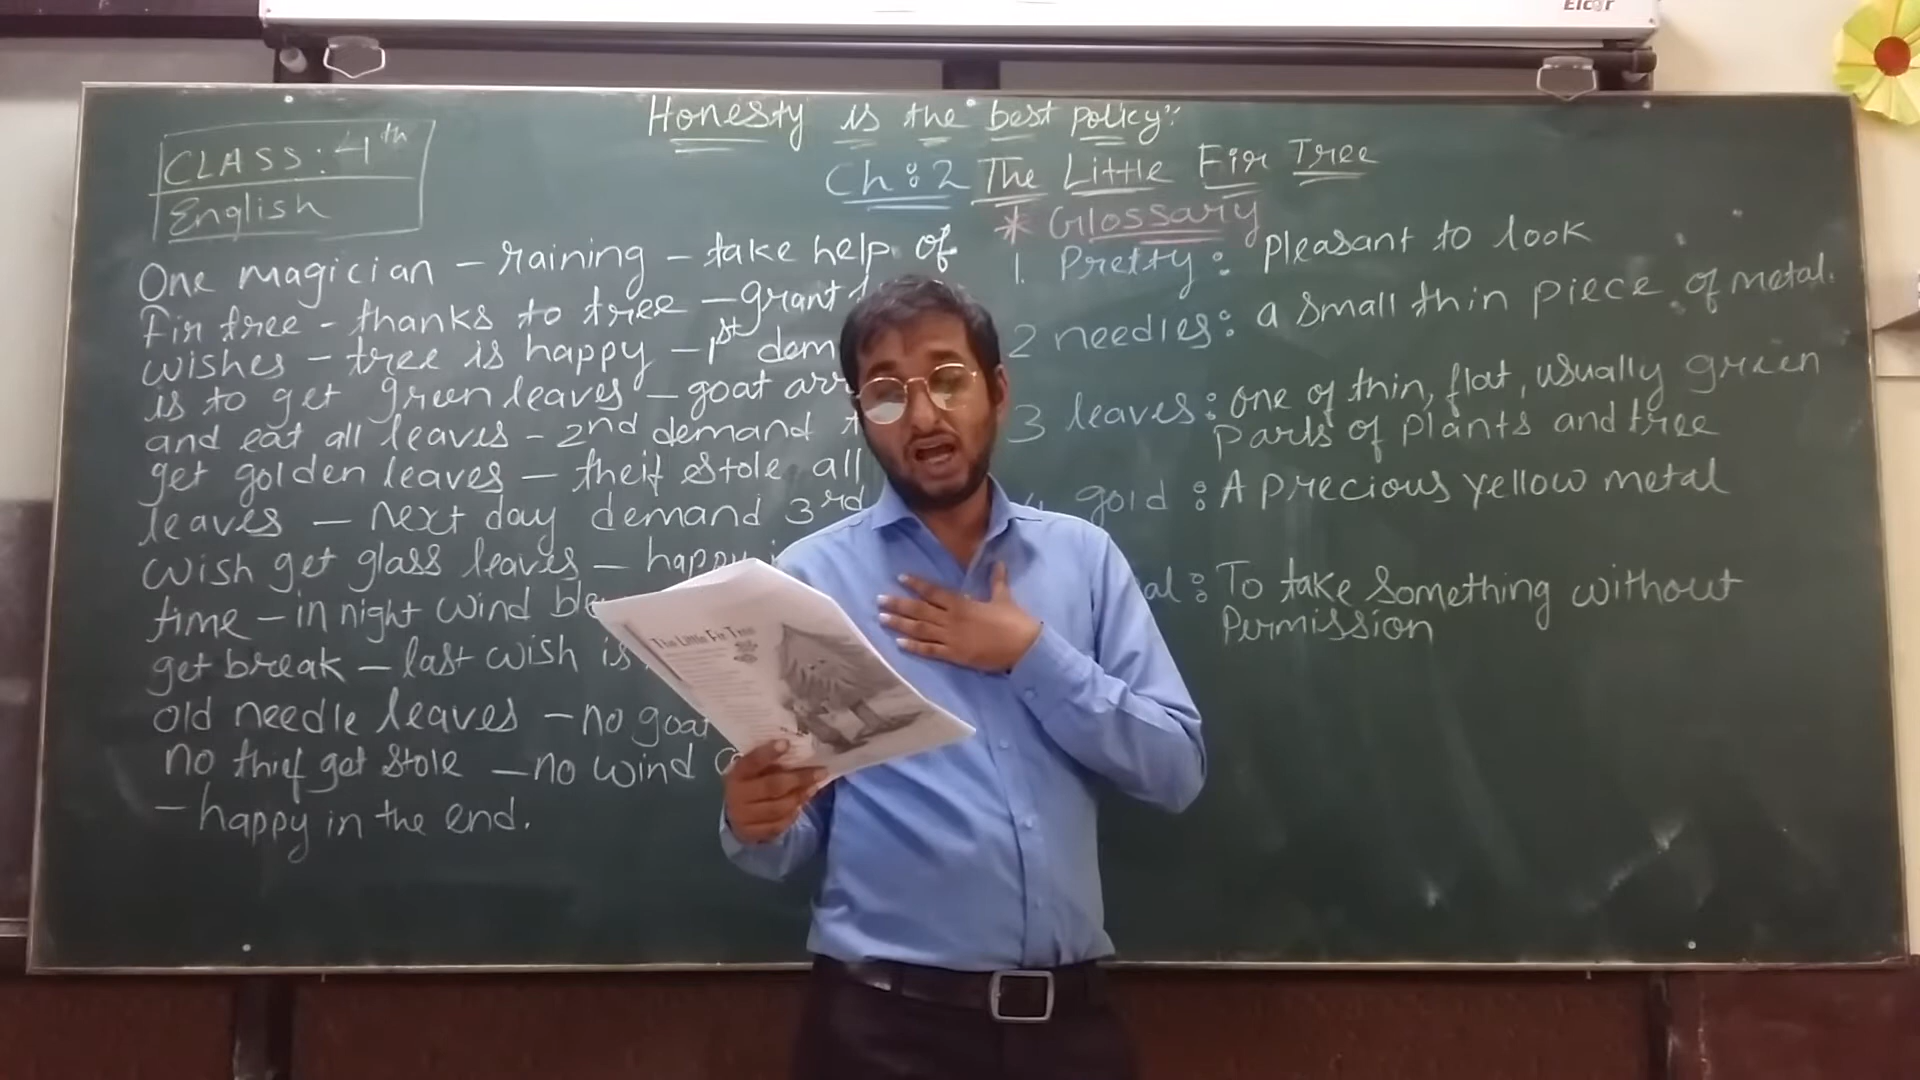 Elcor
Honesty is the best policy:
CLASS: 4th
English
Ch:2 The Little Fir Tree
* Glossary
One magician - raining - take help of
Fir tree - thanks to tree - grant
wishes - tree is happy - 1st dem
is to get green leaves - goat arr
and eat all leaves - 2nd demand t
get golden leaves - theif stole all
leaves - next day demand 3rd
wish get glass leaves - happy
time - in night wind
get break - last wish is
old needle leaves - no goat
no thief get stole - no wind
- happy in the end.
1. Pretty: pleasant to look
2 needles: a small thin piece of metal.
3 leaves: one of thin, flat, usually green
parts of plants and tree
4 gold : A precious yellow metal
al : To take something without
Permission
The Little Fir Tree